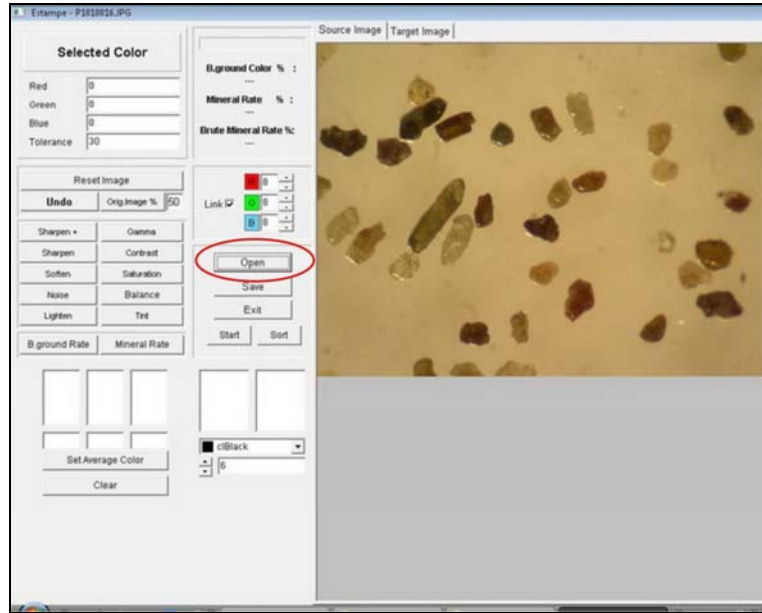 Estampe - P1818016.JPG
Source Image Target Image
Selected Color
Red 0
Green 0
Blue 0
Tolerance 30
B.ground Color % :
---
Mineral Rate % :
---
Brute Mineral Rate %:
---
Reset Image
Undo Orig.Image % 50
Link R 0
G 0
B 0
Sharpen + Gamma
Sharpen Contrast
Soften Saturation
Noise Balance
Lighten Tint
B.ground Rate Mineral Rate
Open
Save
Exit
Start Sort
Set Average Color
Clear
clBlack
6